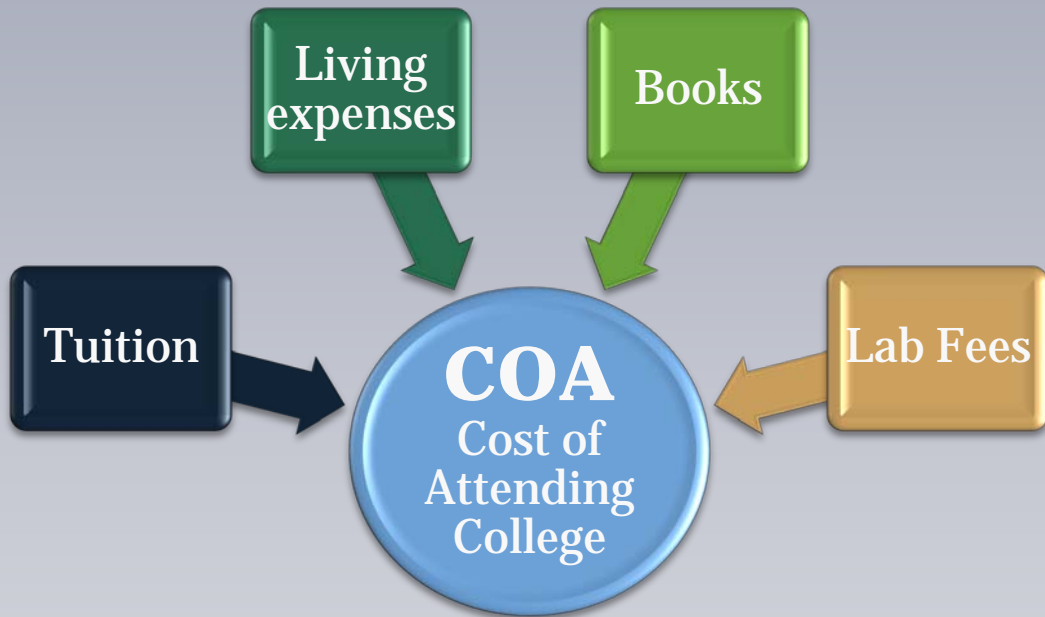 Living
expenses
Books
Tuition
Lab Fees
COA
Cost of
Attending
College